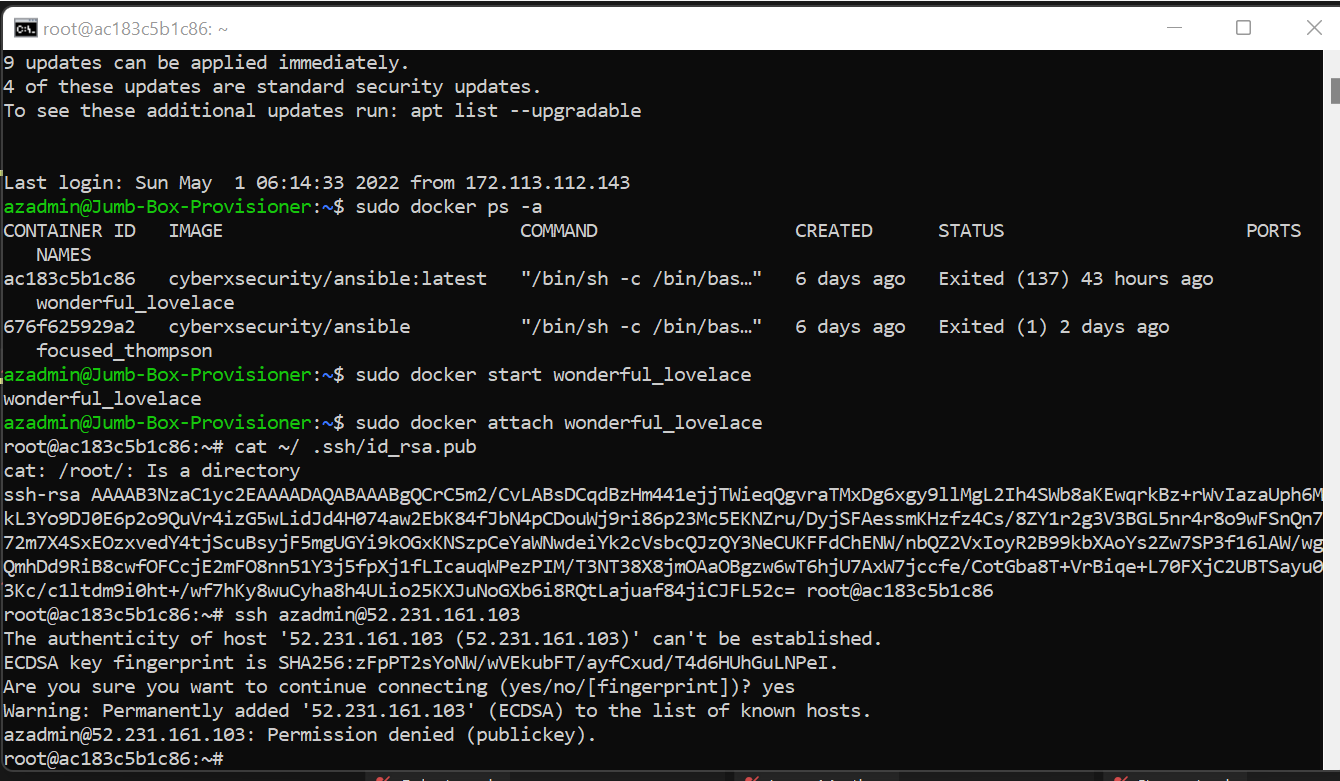 root@ac183c5b1c86: ~
9 updates can be applied immediately.
4 of these updates are standard security updates.
To see these additional updates run: apt list --upgradable
Last login: Sun May  1 06:14:33 2022 from 172.113.112.143
azadmin@Jumb-Box-Provisioner:~$ sudo docker ps -a
CONTAINER ID   IMAGE                           COMMAND                  CREATED      STATUS                      PORTS
   NAMES
ac183c5b1c86   cyberxsecurity/ansible:latest   "/bin/sh -c /bin/bas…"   6 days ago   Exited (137) 43 hours ago
   wonderful_lovelace
676f625929a2   cyberxsecurity/ansible          "/bin/sh -c /bin/bas…"   6 days ago   Exited (1) 2 days ago
   focused_thompson
azadmin@Jumb-Box-Provisioner:~$ sudo docker start wonderful_lovelace
wonderful_lovelace
azadmin@Jumb-Box-Provisioner:~$ sudo docker attach wonderful_lovelace
root@ac183c5b1c86:~# cat ~/ .ssh/id_rsa.pub
cat: /root/: Is a directory
ssh-rsa AAAAB3NzaC1yc2EAAAADAQABAAABgQCrC5m2/CvLABsDCqdBzHm441ejjTWieqQgvraTMxDg6xgy9llMgL2Ih4SWb8aKEwqrkBz+rWvIazaUph6M
kL3Yo9DJ0E6p2o9QuVr4izG5wLidJd4H074aw2EbK84fJbN4pCDouWj9ri86p23Mc5EKNZru/DyjSFAessmKHzfz4Cs/8ZY1r2g3V3BGL5nr4r8o9wFSnQn7
72m7X4SxEOzxvedY4tjScuBsyjF5mgUGYi9kOGxKNSzpCeYaWNwdeiYk2cVsbcQJzQY3NeCUKFFdChENW/nbQZ2VxIoyR2B99kbXAoYs2Zw7SP3f16lAW/wg
QmhDd9RiB8cwfOFCcjE2mFO8nn51Y3j5fpXj1fLIcauqWPezPIM/T3NT38X8jmOAaOBgzw6wT6hjU7AxW7jccfe/CotGba8T+VrBiqe+L70FXjC2UBTSayu0
3Kc/c1ltdm9i0ht+/wf7hKy8wuCyha8h4ULio25KXJuNoGXb6i8RQtLajuaf84jiCJFL52c= root@ac183c5b1c86
root@ac183c5b1c86:~# ssh azadmin@52.231.161.103
The authenticity of host '52.231.161.103 (52.231.161.103)' can't be established.
ECDSA key fingerprint is SHA256:zFpPT2sYoNW/wVEkubFT/ayfCxud/T4d6HUhGuLNPeI.
Are you sure you want to continue connecting (yes/no/[fingerprint])? yes
Warning: Permanently added '52.231.161.103' (ECDSA) to the list of known hosts.
azadmin@52.231.161.103: Permission denied (publickey).
root@ac183c5b1c86:~#